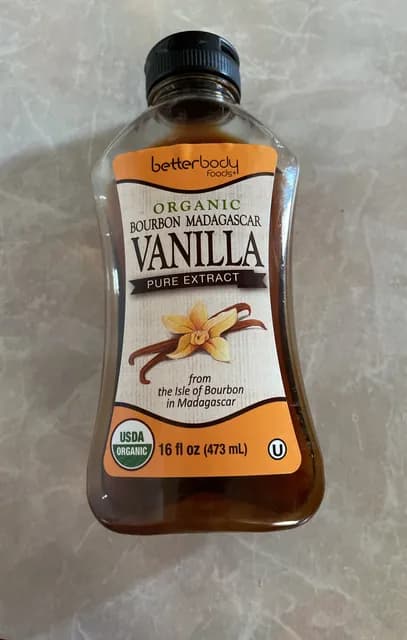 betterbody
foods+
ORGANIC
BOURBON MADAGASCAR
VANILLA
PURE EXTRACT
from
the Isle of Bourbon
in Madagascar
USDA
ORGANIC
16 fl oz (473 mL)
U